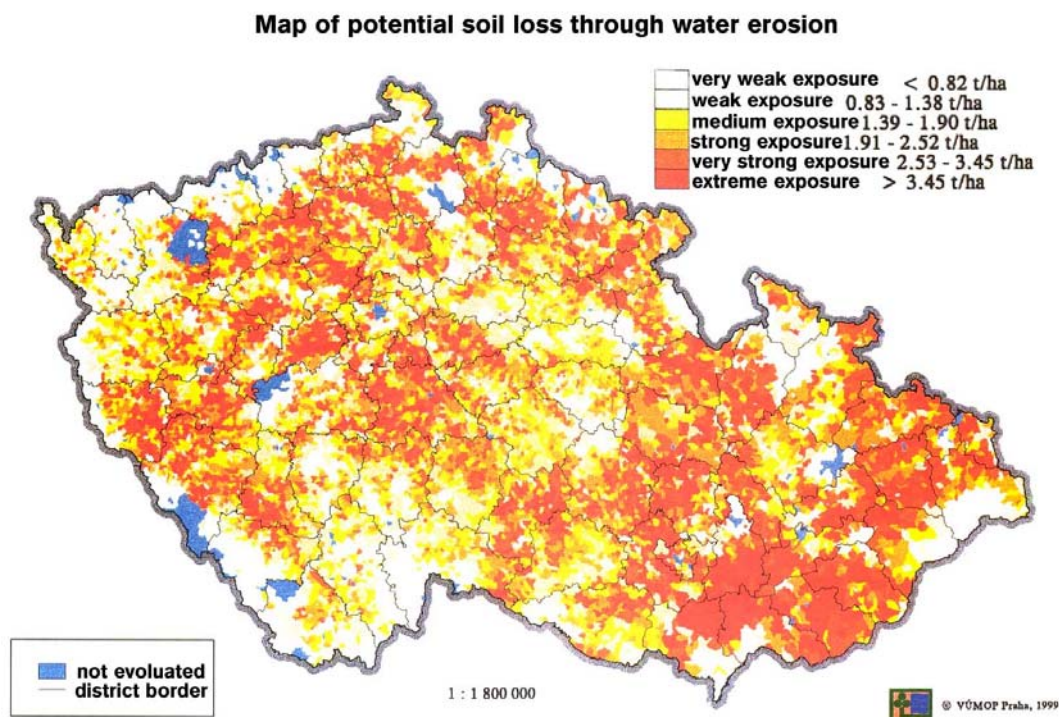 Map of potential soil loss through water erosion
very weak exposure < 0.82 t/ha
weak exposure 0.83 - 1.38 t/ha
medium exposure 1.39 - 1.90 t/ha
strong exposure 1.91 - 2.52 t/ha
very strong exposure 2.53 - 3.45 t/ha
extreme exposure > 3.45 t/ha
not evoluated
district border
1 : 1 800 000
© VÚMOP Praha, 1999